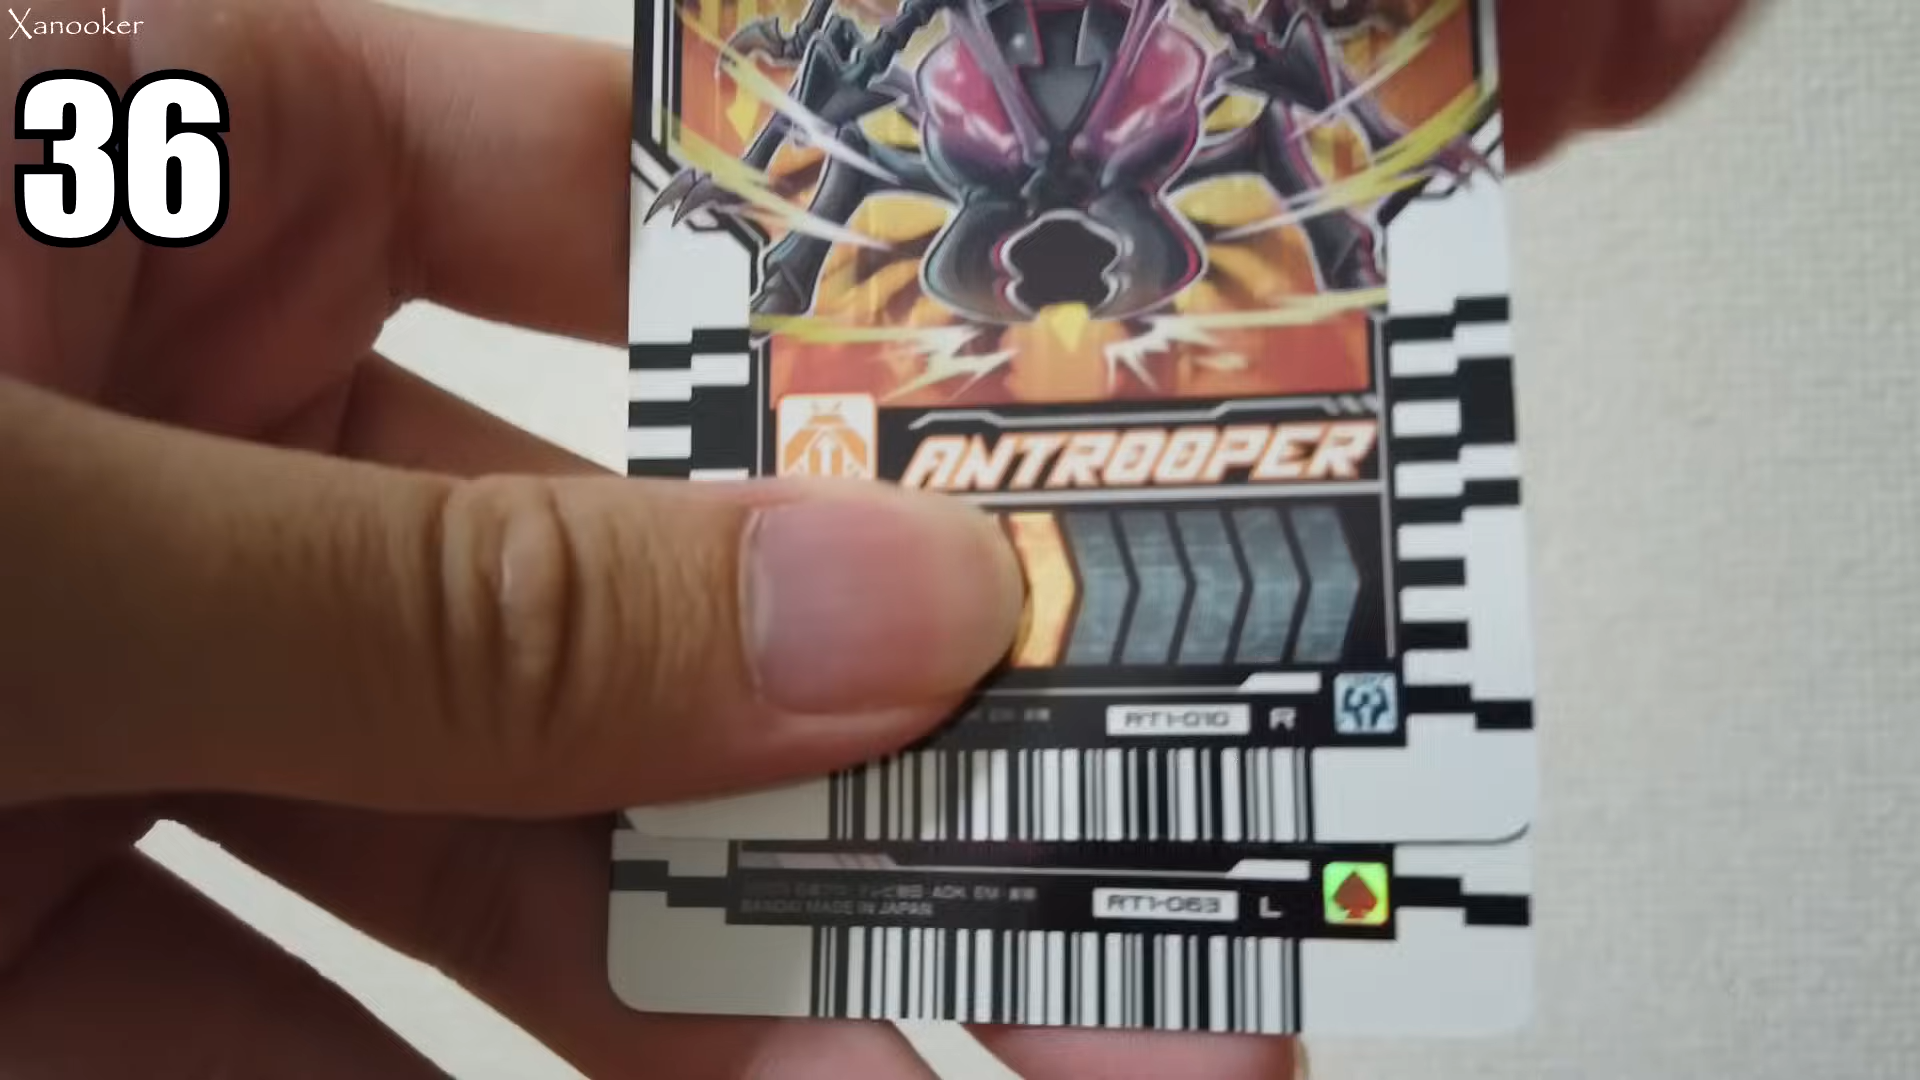 Xanooker
36
ANTROOPER
RT1-010 R
RT1-063 L
BANDAI MADE IN JAPAN